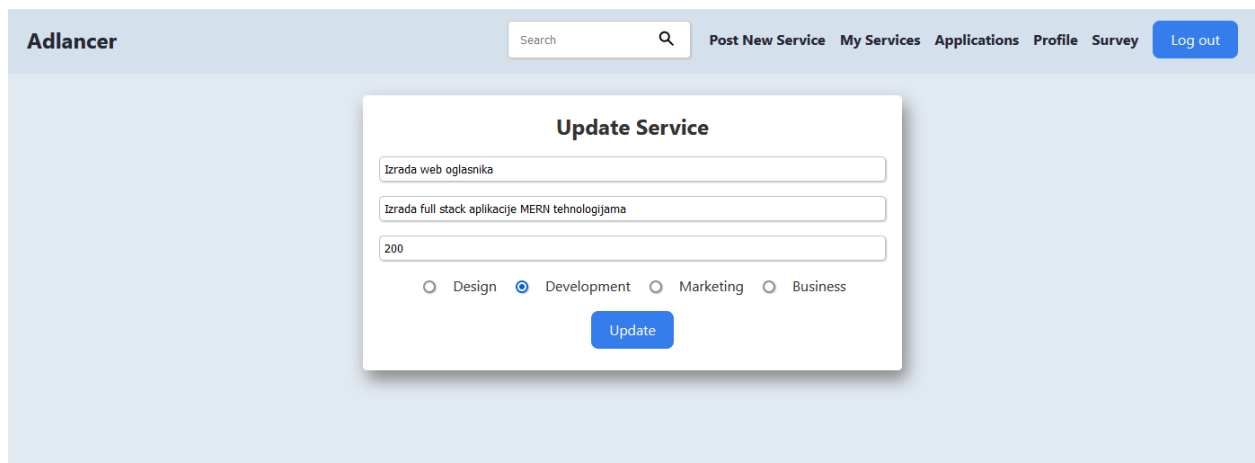 Adlancer Search Post New Service My Services Applications Profile Survey Log out
Update Service
Izrada web oglasnika
Izrada full stack aplikacije MERN tehnologijama
200
Design Development Marketing Business
Update